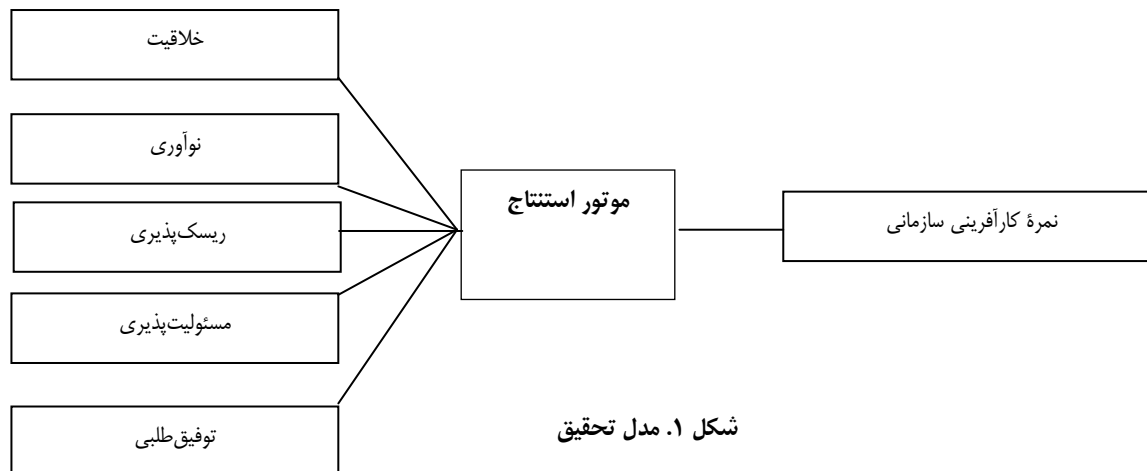 خلاقیت
نوآوری
ریسک‌پذیری
مسئولیت‌پذیری
توفیق‌طلبی
موتور استنتاج
نمرۀ کارآفرینی سازمانی
شکل ۱. مدل تحقیق